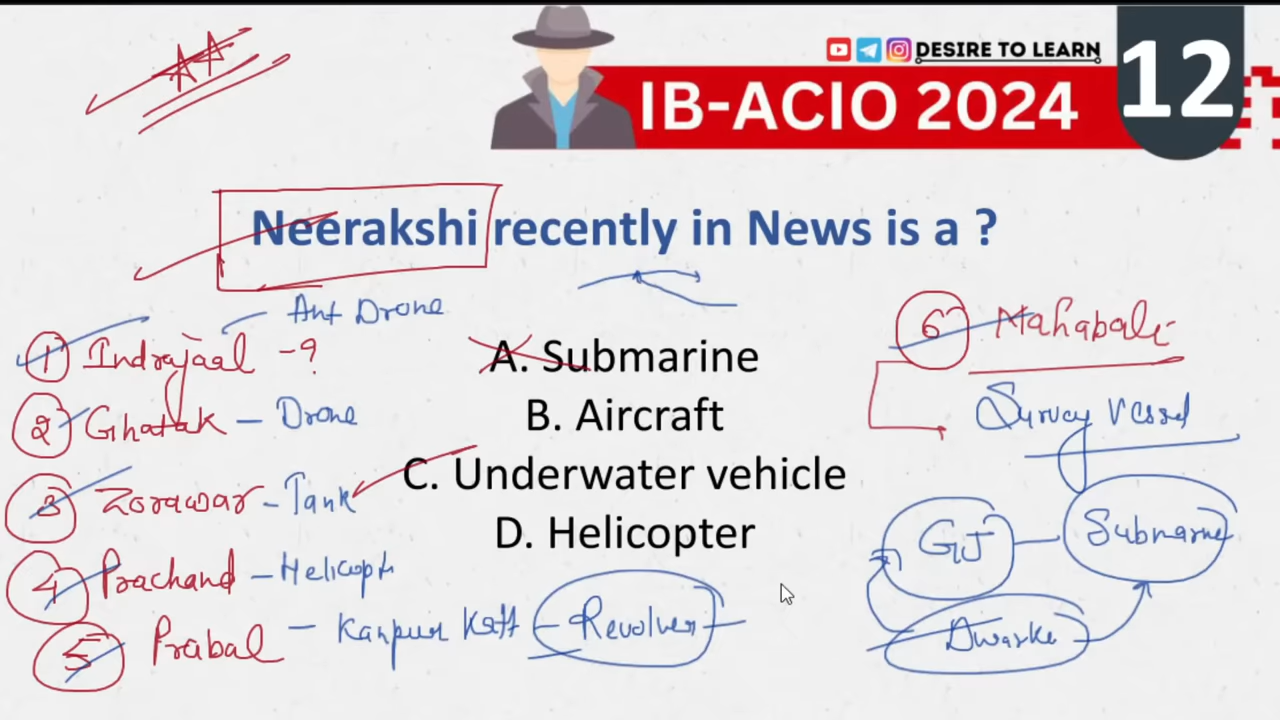 DESIRE TO LEARN
IB-ACIO 2024
12
Neerakshi recently in News is a ?
Ant Drone
1 Indrajaal - ?
2 Ghatak - Drone
3 Zorawar - Tank
4 Prachand - Helicopt
5 Prabal - Kanpur Revolver
A. Submarine
B. Aircraft
C. Underwater vehicle
D. Helicopter
6 Mahabali
Survey Vessel
GJ - Submarine
Dwarka